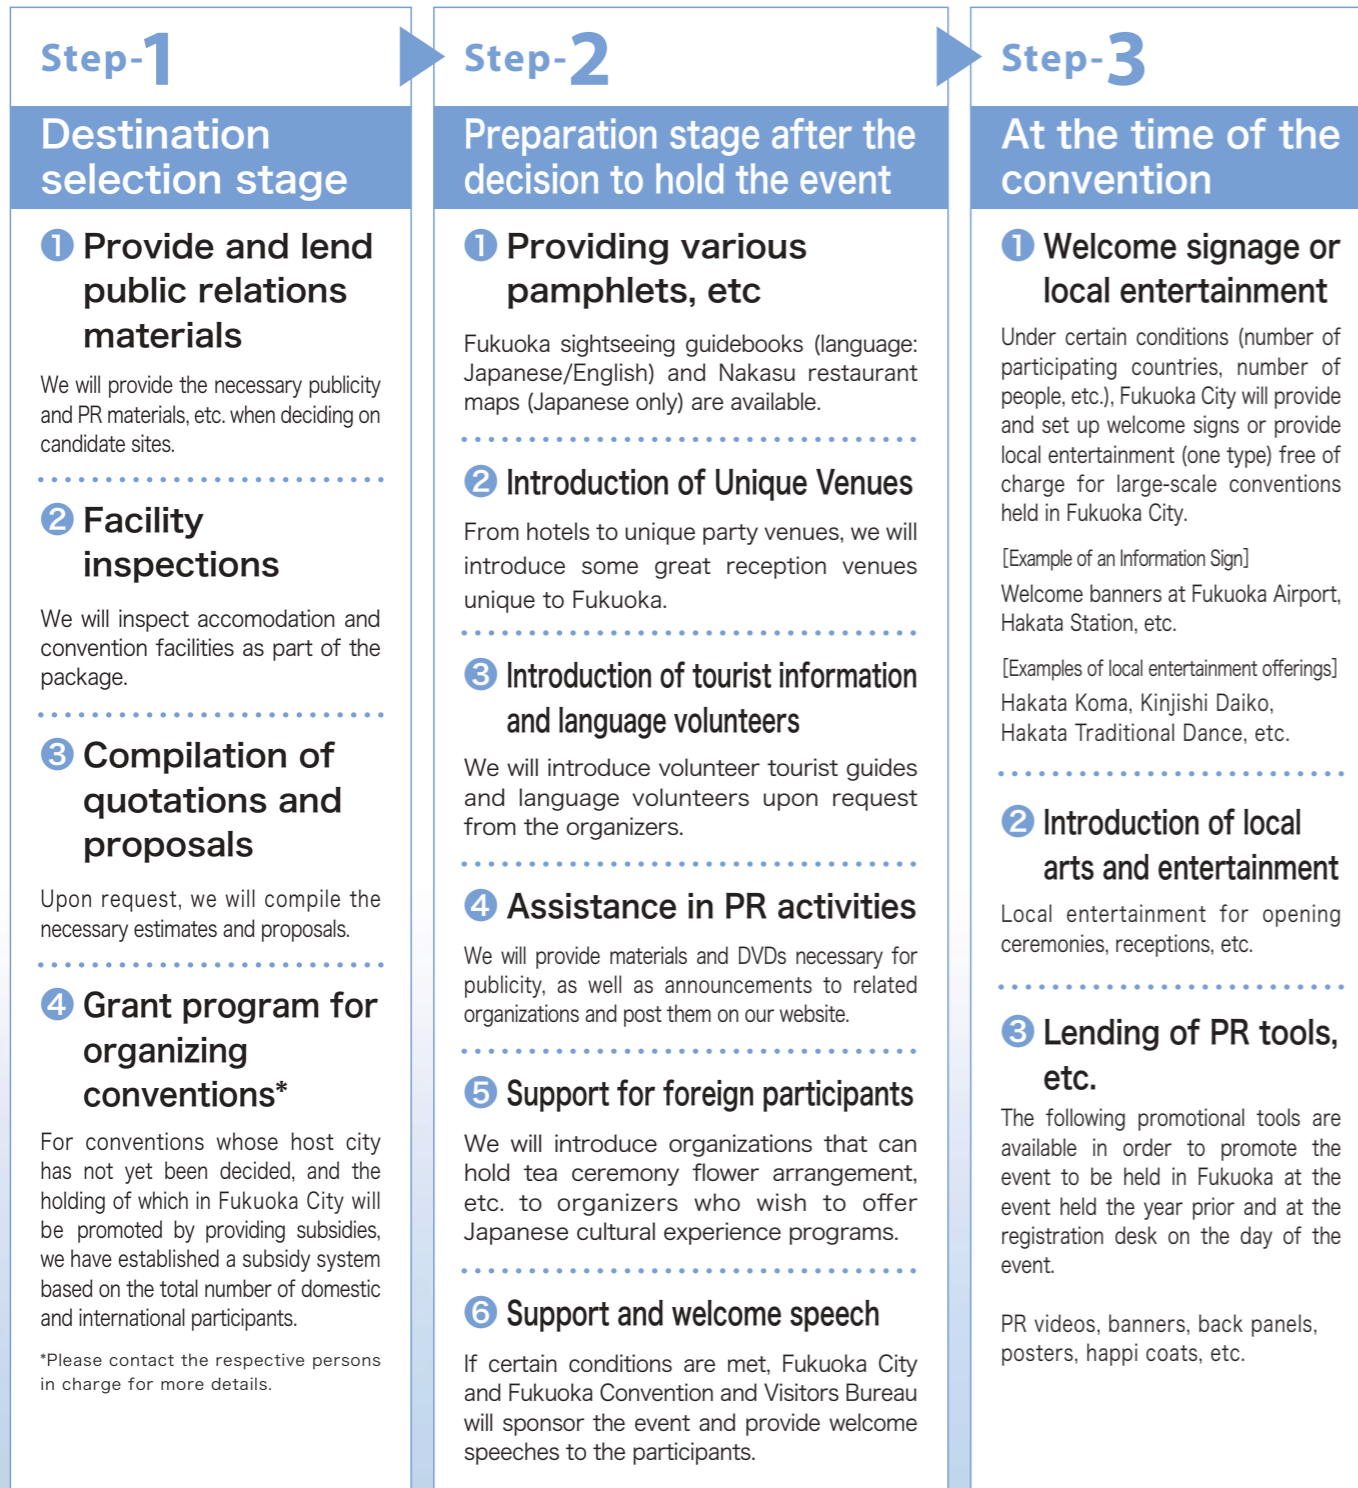 Step-1
Destination
selection stage
❶ Provide and lend
public relations
materials
We will provide the necessary publicity
and PR materials, etc. when deciding on
candidate sites.
❷ Facility
inspections
We will inspect accomodation and
convention facilities as part of the
package.
❸ Compilation of
quotations and
proposals
Upon request, we will compile the
necessary estimates and proposals.
❹ Grant program for
organizing
conventions*
For conventions whose host city
has not yet been decided, and the
holding of which in Fukuoka City will
be promoted by providing subsidies,
we have established a subsidy system
based on the total number of domestic
and international participants.
*Please contact the respective persons
in charge for more details.
Step-2
Preparation stage after the
decision to hold the event
❶ Providing various
pamphlets, etc
Fukuoka sightseeing guidebooks (language:
Japanese/English) and Nakasu restaurant
maps (Japanese only) are available.
❷ Introduction of Unique Venues
From hotels to unique party venues, we will
introduce some great reception venues
unique to Fukuoka.
❸ Introduction of tourist information
and language volunteers
We will introduce volunteer tourist guides
and language volunteers upon request
from the organizers.
❹ Assistance in PR activities
We will provide materials and DVDs necessary for
publicity, as well as announcements to related
organizations and post them on our website.
❺ Support for foreign participants
We will introduce organizations that can
hold tea ceremony flower arrangement,
etc. to organizers who wish to offer
Japanese cultural experience programs.
❻ Support and welcome speech
If certain conditions are met, Fukuoka City
and Fukuoka Convention and Visitors Bureau
will sponsor the event and provide welcome
speeches to the participants.
Step-3
At the time of the
convention
❶ Welcome signage or
local entertainment
Under certain conditions (number of
participating countries, number of
people, etc.), Fukuoka City will provide
and set up welcome signs or provide
local entertainment (one type) free of
charge for large-scale conventions
held in Fukuoka City.
[Example of an Information Sign]
Welcome banners at Fukuoka Airport,
Hakata Station, etc.
[Examples of local entertainment offerings]
Hakata Koma, Kinjishi Daiko,
Hakata Traditional Dance, etc.
❷ Introduction of local
arts and entertainment
Local entertainment for opening
ceremonies, receptions, etc.
❸ Lending of PR tools,
etc.
The following promotional tools are
available in order to promote the
event to be held in Fukuoka at the
event held the year prior and at the
registration desk on the day of the
event.
PR videos, banners, back panels,
posters, happi coats, etc.